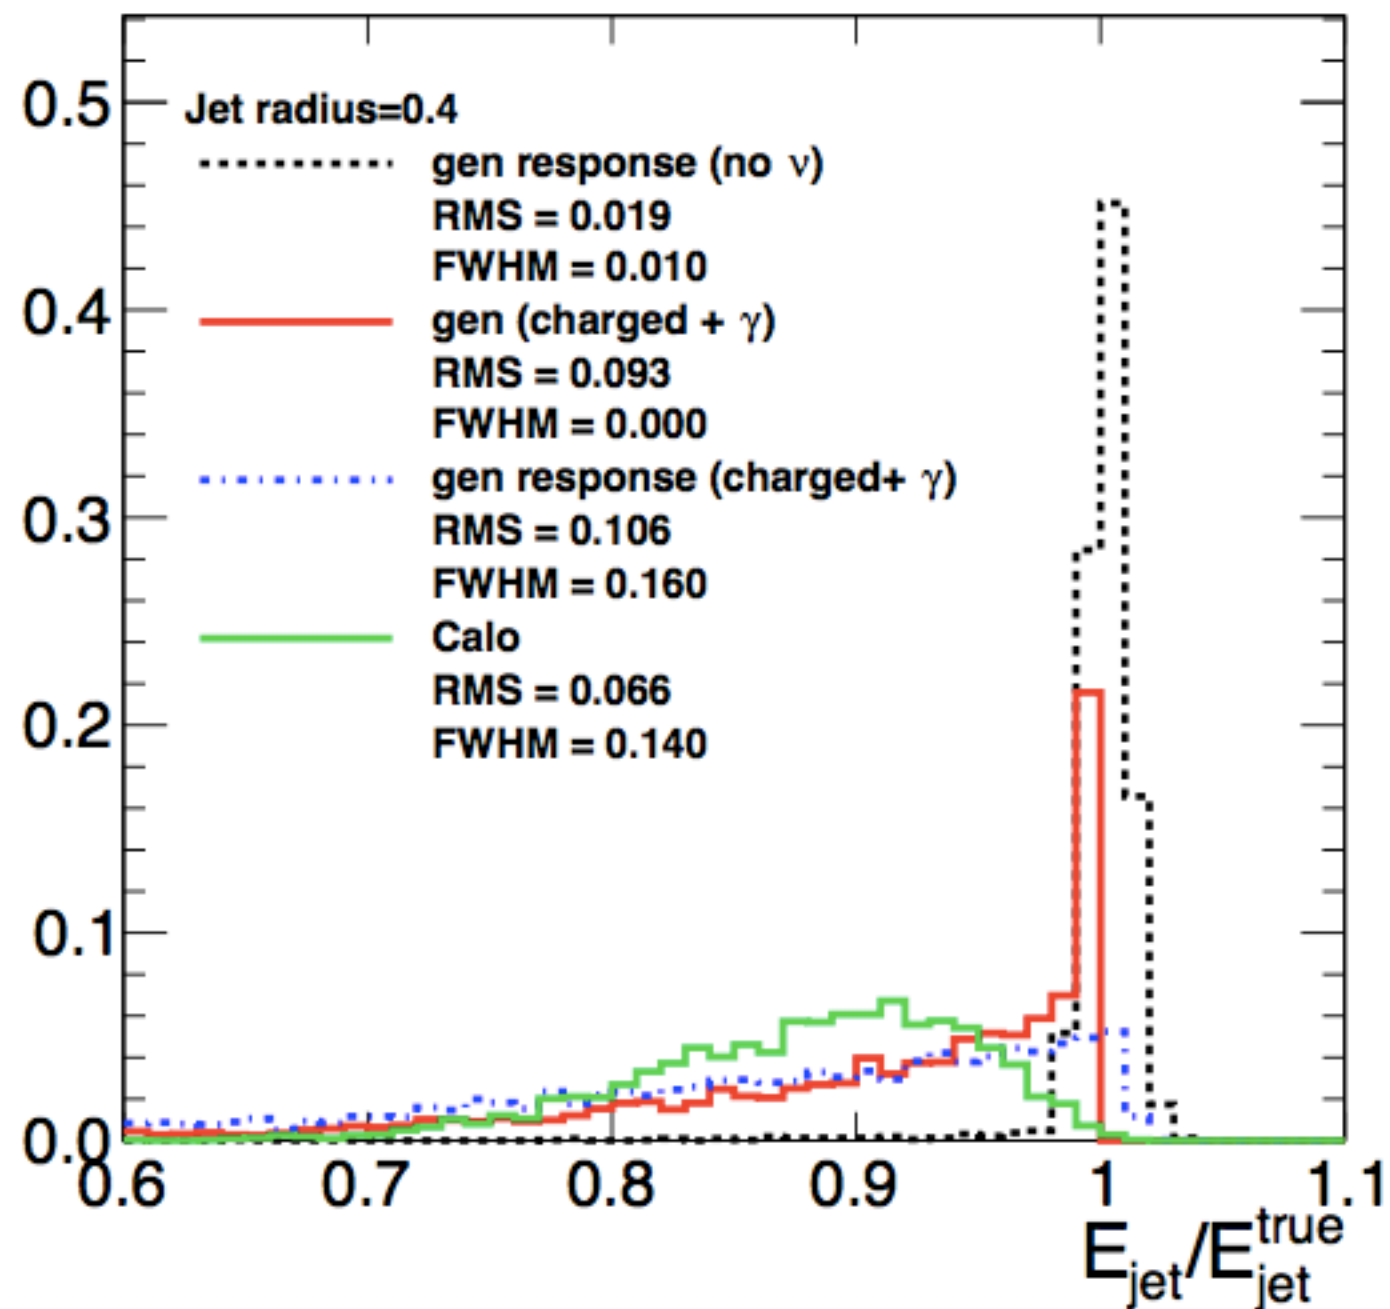 0.5
0.4
0.3
0.2
0.1
0.0
Jet radius=0.4
gen response (no ν)
RMS = 0.019
FWHM = 0.010
gen (charged + γ)
RMS = 0.093
FWHM = 0.000
gen response (charged+ γ)
RMS = 0.106
FWHM = 0.160
Calo
RMS = 0.066
FWHM = 0.140
0.6 0.7 0.8 0.9 1 1.1
E_jet/E_jet^true